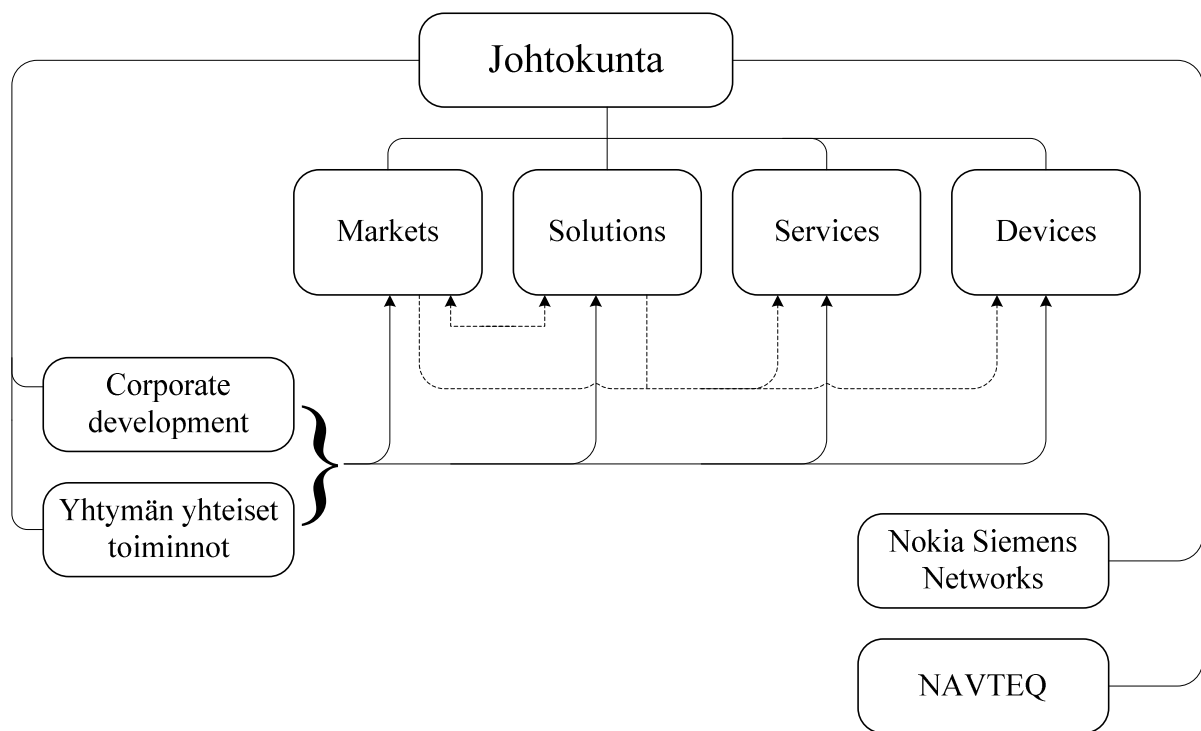 Johtokunta
Markets
Solutions
Services
Devices
Corporate
development
Yhtymän yhteiset
toiminnot
Nokia Siemens
Networks
NAVTEQ